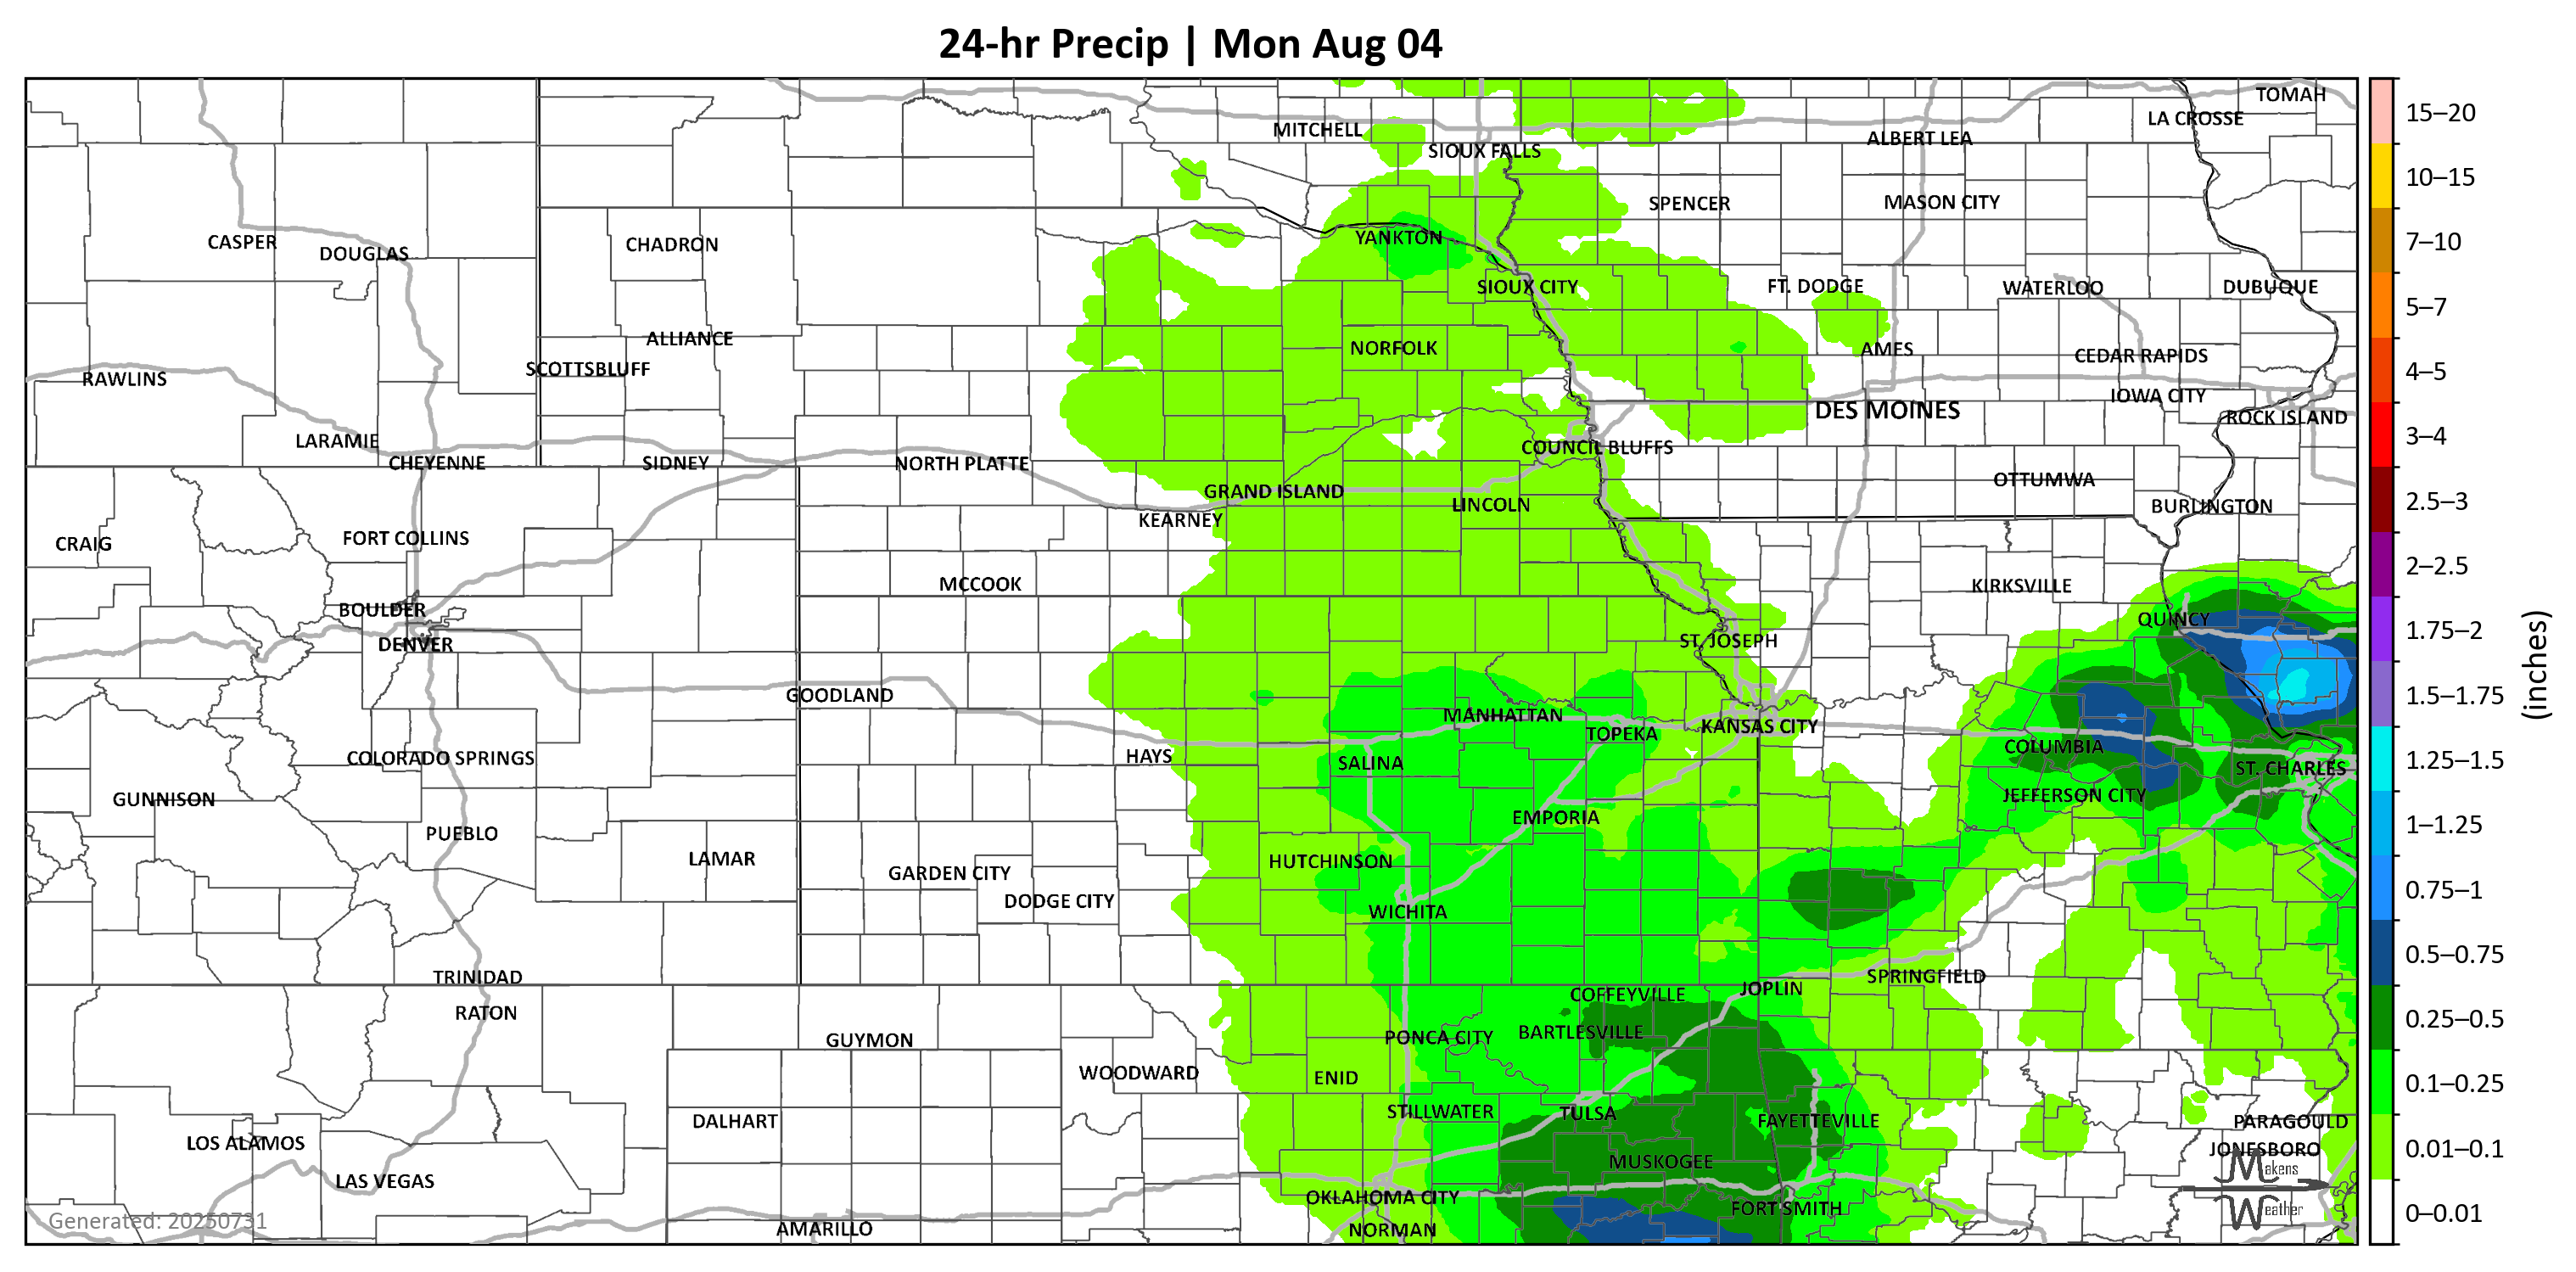 24-hr Precip | Mon Aug 04
TOMAH
LA CROSSE
MITCHELL
ALBERT LEA
SIOUX FALLS
SPENCER
MASON CITY
YANKTON
CASPER
CHADRON
DOUGLAS
SIOUX CITY
FT. DODGE
WATERLOO
DUBUQUE
ALLIANCE
NORFOLK
AMES
CEDAR RAPIDS
SCOTTSBLUFF
RAWLINS
IOWA CITY
DES MOINES
ROCK ISLAND
LARAMIE
COUNCIL BLUFFS
CHEYENNE
SIDNEY
NORTH PLATTE
OTTUMWA
GRAND ISLAND
LINCOLN
BURLINGTON
KEARNEY
FORT COLLINS
CRAIG
MCCOOK
KIRKSVILLE
BOULDER
QUINCY
DENVER
ST. JOSEPH
GOODLAND
MANHATTAN
KANSAS CITY
TOPEKA
COLUMBIA
HAYS
COLORADO SPRINGS
SALINA
ST. CHARLES
GUNNISON
JEFFERSON CITY
EMPORIA
PUEBLO
LAMAR
HUTCHINSON
GARDEN CITY
DODGE CITY
WICHITA
TRINIDAD
SPRINGFIELD
JOPLIN
COFFEYVILLE
RATON
BARTLESVILLE
PONCA CITY
GUYMON
WOODWARD
ENID
STILLWATER
TULSA
DALHART
FAYETTEVILLE
PARAGOULD
LOS ALAMOS
JONESBORO
MUSKOGEE
LAS VEGAS
OKLAHOMA CITY
FORT SMITH
AMARILLO
NORMAN
Generated: 20250731
Makens
Weather
15–20
10–15
7–10
5–7
4–5
3–4
2.5–3
2–2.5
1.75–2
1.5–1.75
1.25–1.5
1–1.25
0.75–1
0.5–0.75
0.25–0.5
0.1–0.25
0.01–0.1
0–0.01
(inches)